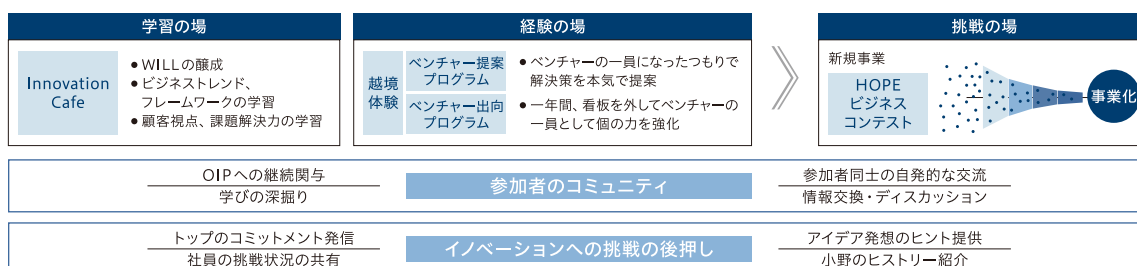 学習の場
Innovation
Cafe
●WILLの醸成
●ビジネストレンド、
フレームワークの学習
●顧客視点、課題解決力の学習
経験の場
越境
体験
ベンチャー提案
プログラム
●ベンチャーの一員になったつもりで
解決策を本気で提案
ベンチャー出向
プログラム
●一年間、看板を外してベンチャーの
一員として個の力を強化
挑戦の場
新規事業
HOPE
ビジネス
コンテスト
事業化
OIPへの継続関与
学びの深掘り
参加者のコミュニティ
参加者同士の自発的な交流
情報交換・ディスカッション
トップのコミットメント発信
社員の挑戦状況の共有
イノベーションへの挑戦の後押し
アイデア発想のヒント提供
小野のヒストリー紹介